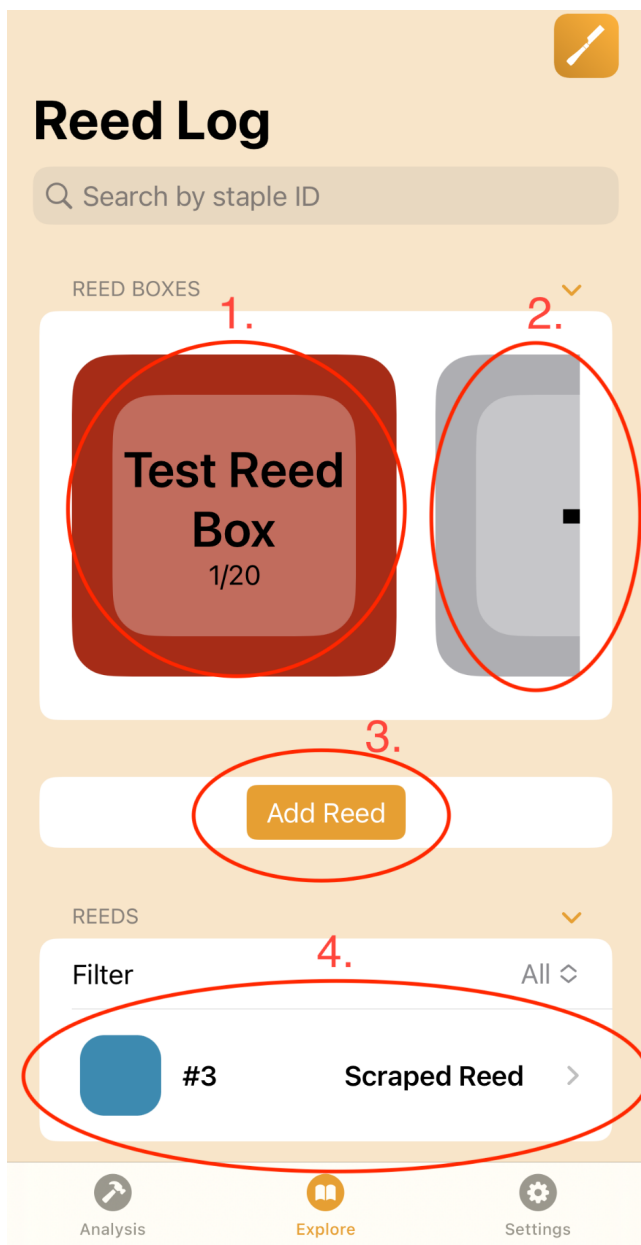 Reed Log
Search by staple ID
REED BOXES
1.
2.
Test Reed
Box
1/20
3.
Add Reed
REEDS
4.
Filter
All
#3
Scraped Reed
Analysis
Explore
Settings